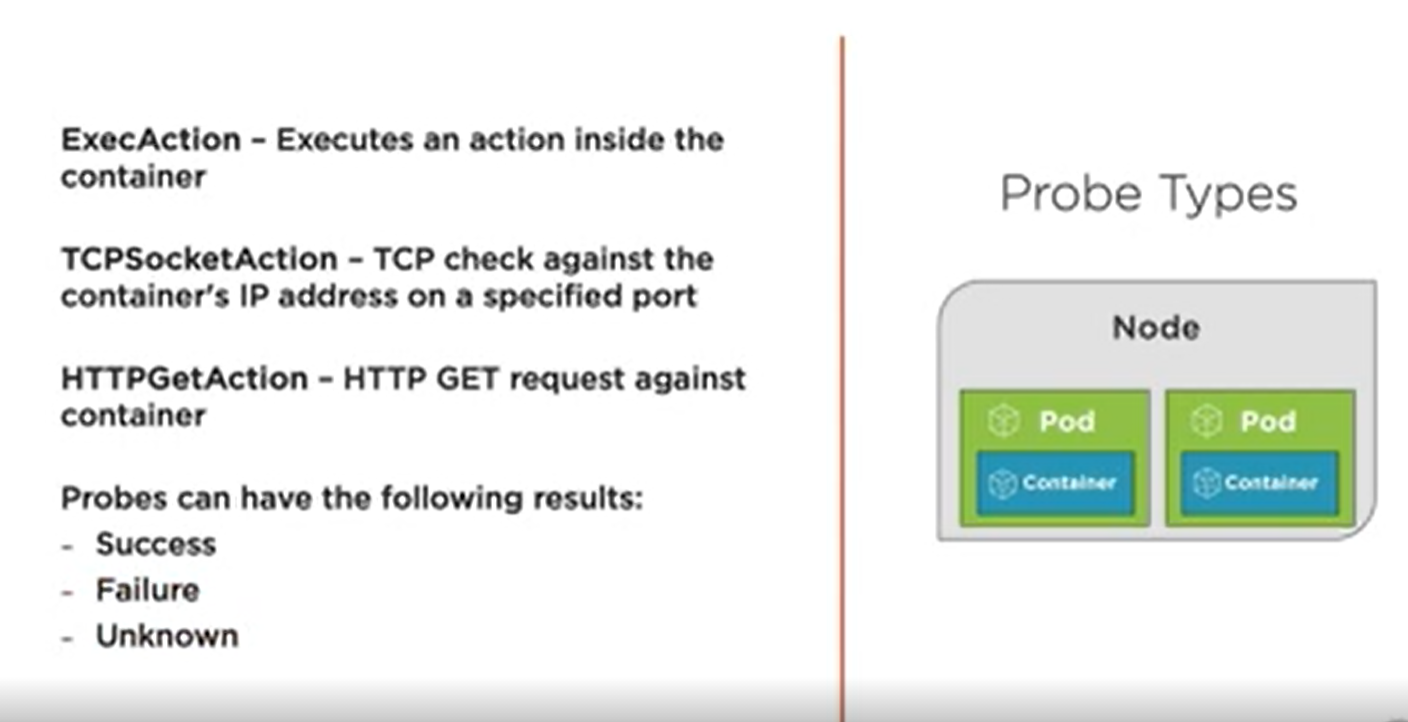 ExecAction – Executes an action inside the
container
TCPSocketAction – TCP check against the
container's IP address on a specified port
HTTPGetAction – HTTP GET request against
container
Probes can have the following results:
- Success
- Failure
- Unknown
Probe Types
Node
Pod
Container
Pod
Container